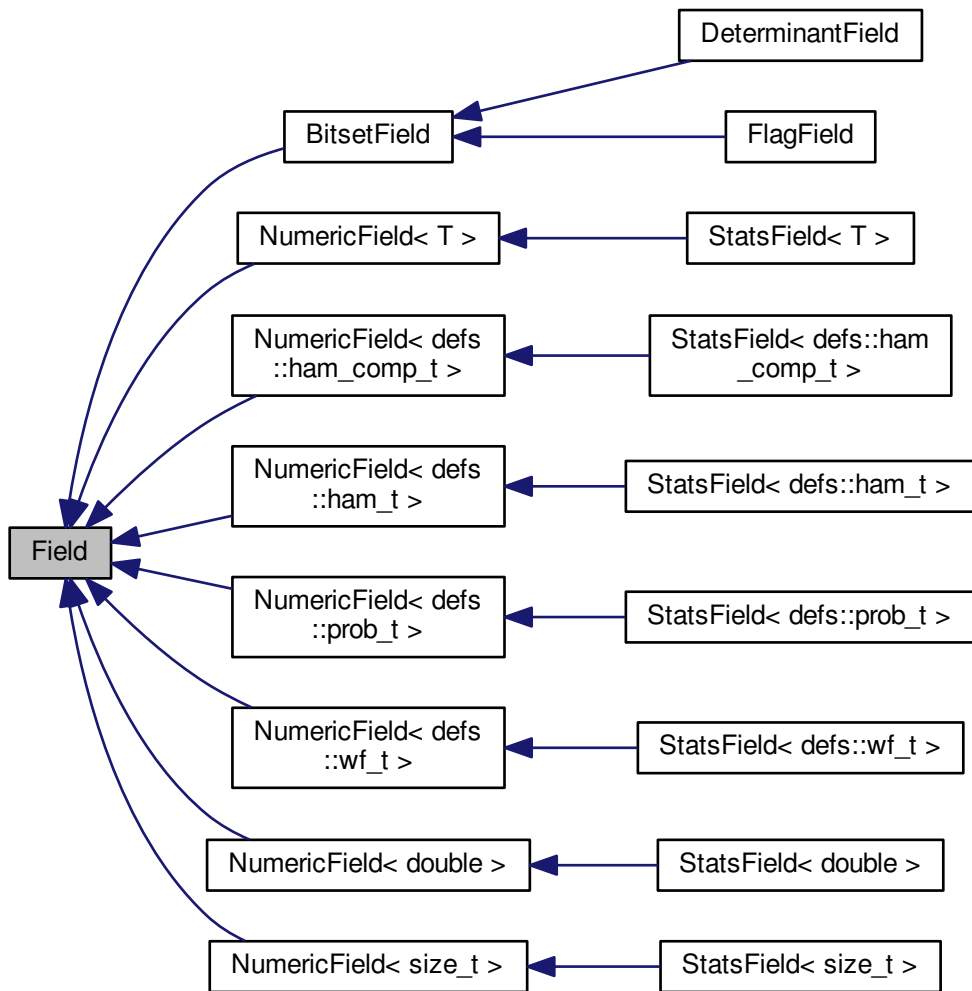 DeterminantField
BitsetField
FlagField
NumericField< T >
StatsField< T >
NumericField< defs
::ham_comp_t >
StatsField< defs::ham
_comp_t >
NumericField< defs
::ham_t >
StatsField< defs::ham_t >
Field
NumericField< defs
::prob_t >
StatsField< defs::prob_t >
NumericField< defs
::wf_t >
StatsField< defs::wf_t >
NumericField< double >
StatsField< double >
NumericField< size_t >
StatsField< size_t >